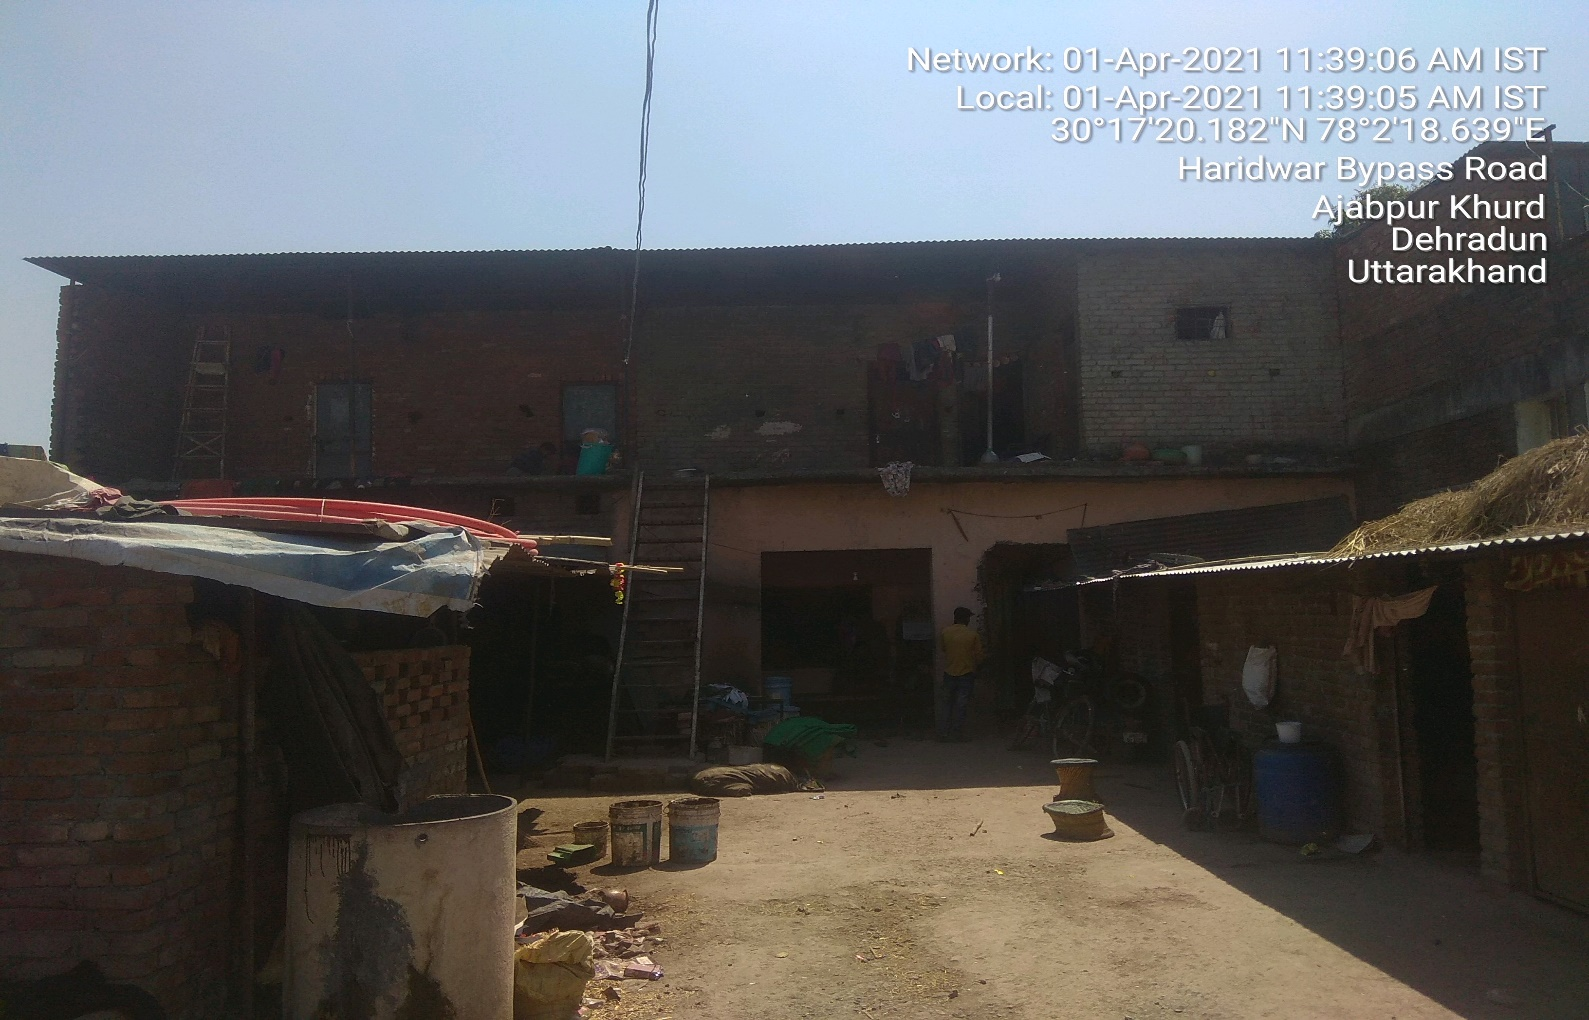 Network: 01-Apr-2021 11:39:06 AM IST
Local: 01-Apr-2021 11:39:05 AM IST
30°17'20.182"N 78°2'18.639"E
Haridwar Bypass Road
Ajabpur Khurd
Dehradun
Uttarakhand